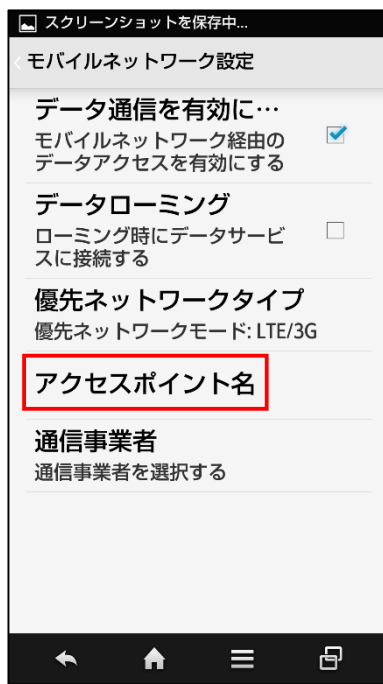 スクリーンショットを保存中...
モバイルネットワーク設定
データ通信を有効に…
モバイルネットワーク経由の
データアクセスを有効にする
データローミング
ローミング時にデータサービ
スに接続する
優先ネットワークタイプ
優先ネットワークモード: LTE/3G
アクセスポイント名
通信事業者
通信事業者を選択する